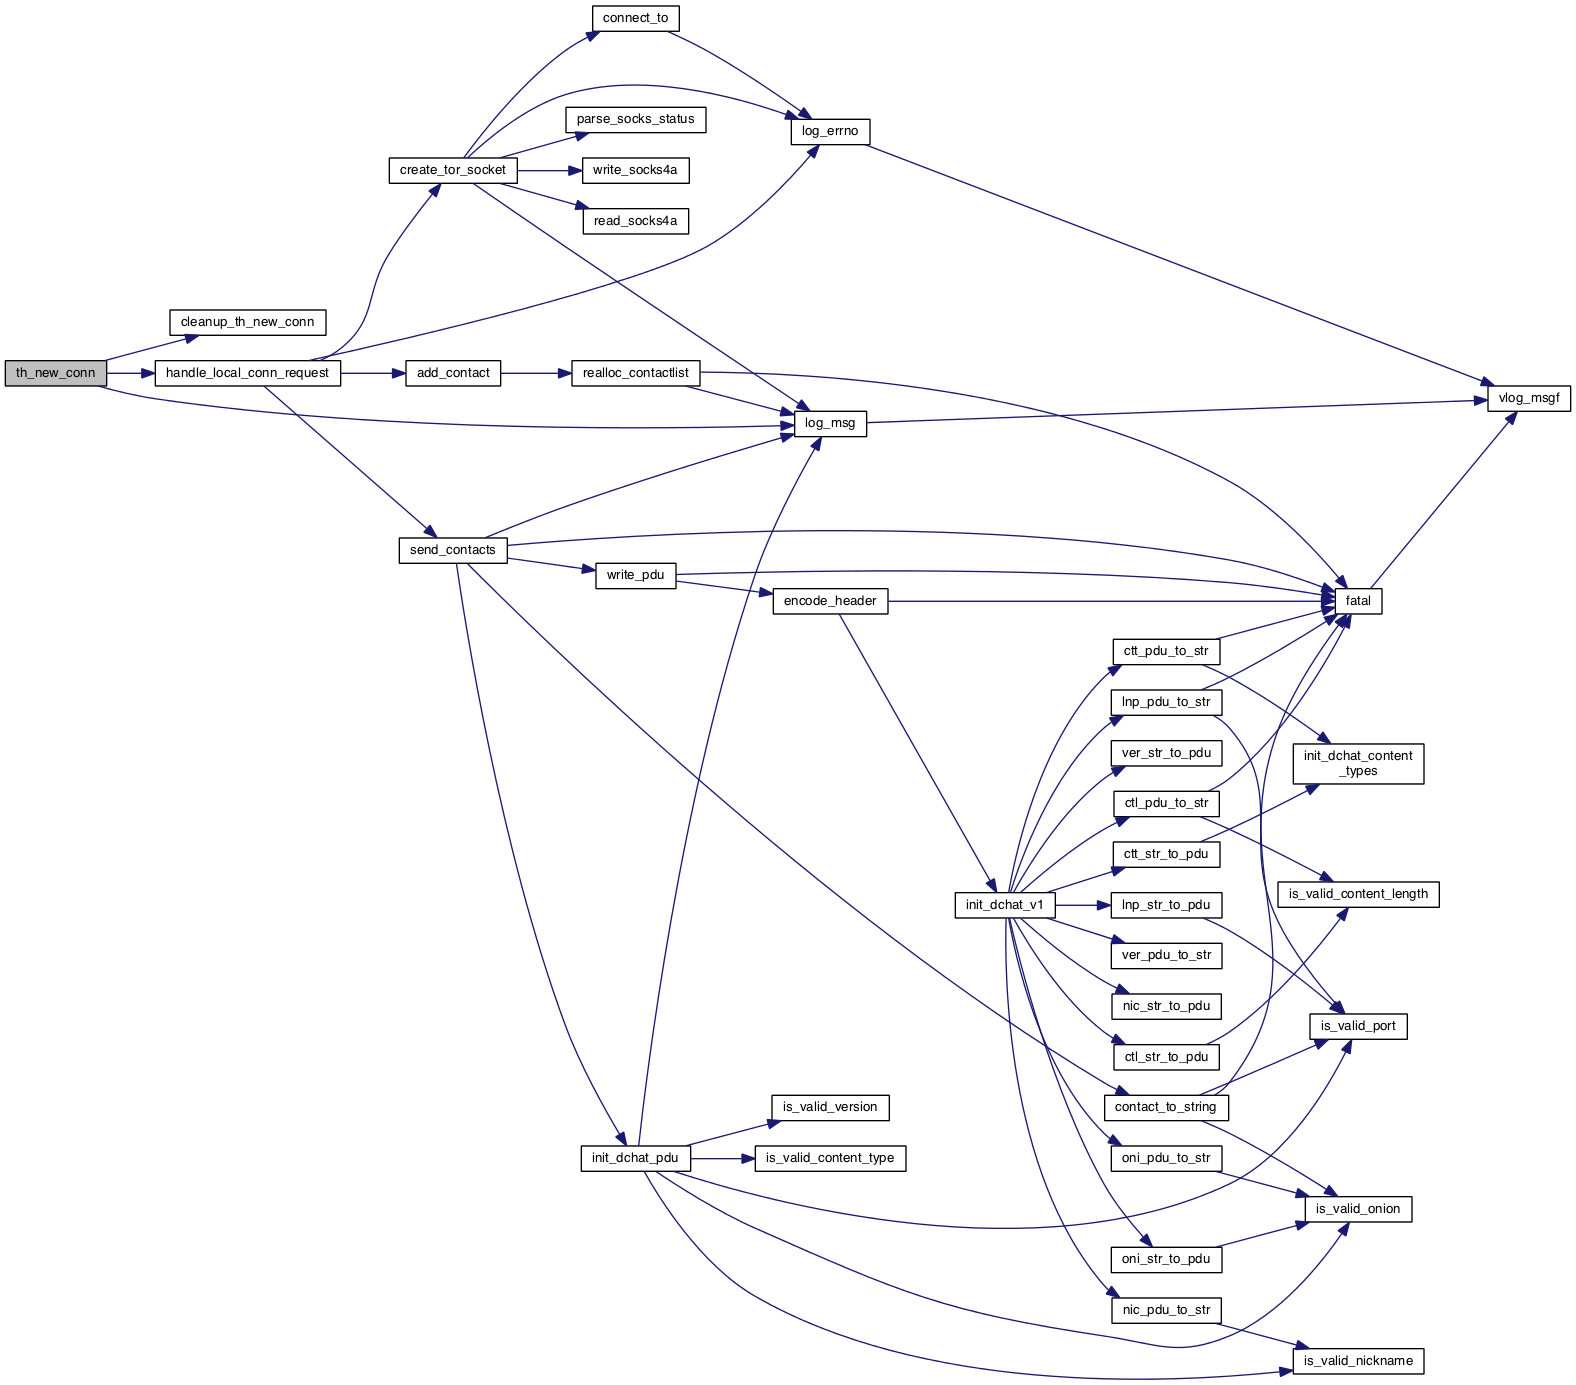 connect_to
parse_socks_status
log_errno
create_tor_socket
write_socks4a
read_socks4a
cleanup_th_new_conn
th_new_conn
handle_local_conn_request
add_contact
realloc_contactlist
vlog_msgf
log_msg
send_contacts
write_pdu
encode_header
fatal
ctt_pdu_to_str
lnp_pdu_to_str
ver_str_to_pdu
init_dchat_content
_types
ctl_pdu_to_str
ctt_str_to_pdu
is_valid_content_length
init_dchat_v1
lnp_str_to_pdu
ver_pdu_to_str
nic_str_to_pdu
is_valid_port
ctl_str_to_pdu
is_valid_version
contact_to_string
init_dchat_pdu
is_valid_content_type
oni_pdu_to_str
is_valid_onion
oni_str_to_pdu
nic_pdu_to_str
is_valid_nickname